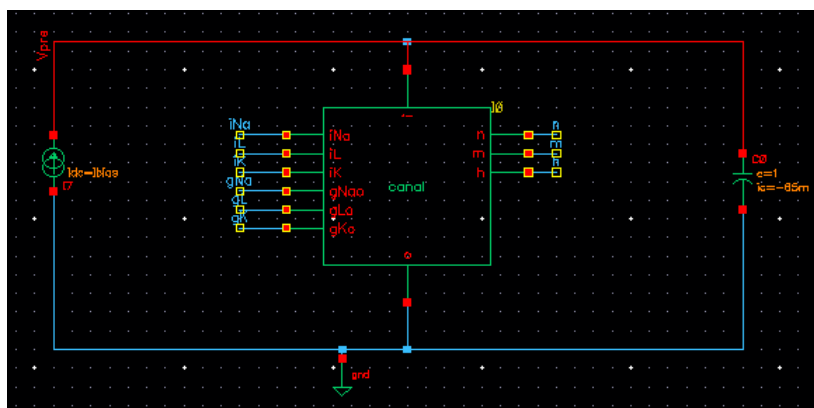 Vpre
I0
iNa
iL
iK
gNa
gL
gK
iNa
iL
iK
gNao
gLo
gKo
canal
n
m
h
n
m
C0
c=1
ic=-65m
idc=Ibias
I7
gnd